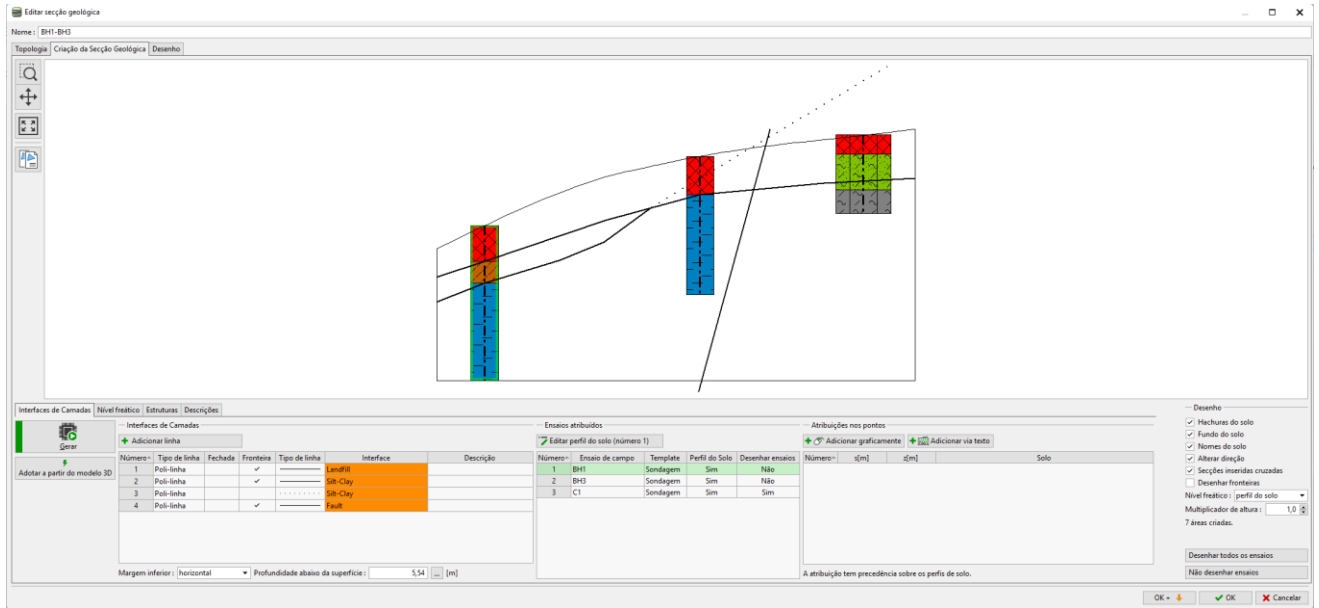 Editar secção geológica
Nome : BH1-BH3
Topologia Criação da Secção Geológica Desenho
Interfaces de Camadas Nível freático Estruturas Descrições
Gerar
Adotar a partir do modelo 3D
Interfaces de Camadas
Adicionar linha
Número Tipo de linha Fechada Fronteira Tipo de linha Interface Descrição
1 Poli-linha Landfill
2 Poli-linha Silt-Clay
3 Poli-linha Silt-Clay
4 Poli-linha Fault
Margem inferior : horizontal Profundidade abaixo da superfície : 5,54 ... [m]
Ensaios atribuídos
Editar perfil do solo (número 1)
Número Ensaio de campo Template Perfil do Solo Desenhar ensaios
1 BH1 Sondagem Sim Não
2 BH3 Sondagem Sim Não
3 C1 Sondagem Sim Sim
Atribuições nos pontos
Adicionar graficamente Adicionar via texto
Número s[m] z[m] Solo
A atribuição tem precedência sobre os perfis de solo.
Desenho
Hachuras do solo
Fundo do solo
Nomes do solo
Alterar direção
Secções inseridas cruzadas
Desenhar fronteiras
Nível freático : perfil do solo
Multiplicador de altura : 1,0
7 áreas criadas.
Desenhar todos os ensaios
Não desenhar ensaios
OK + OK Cancelar